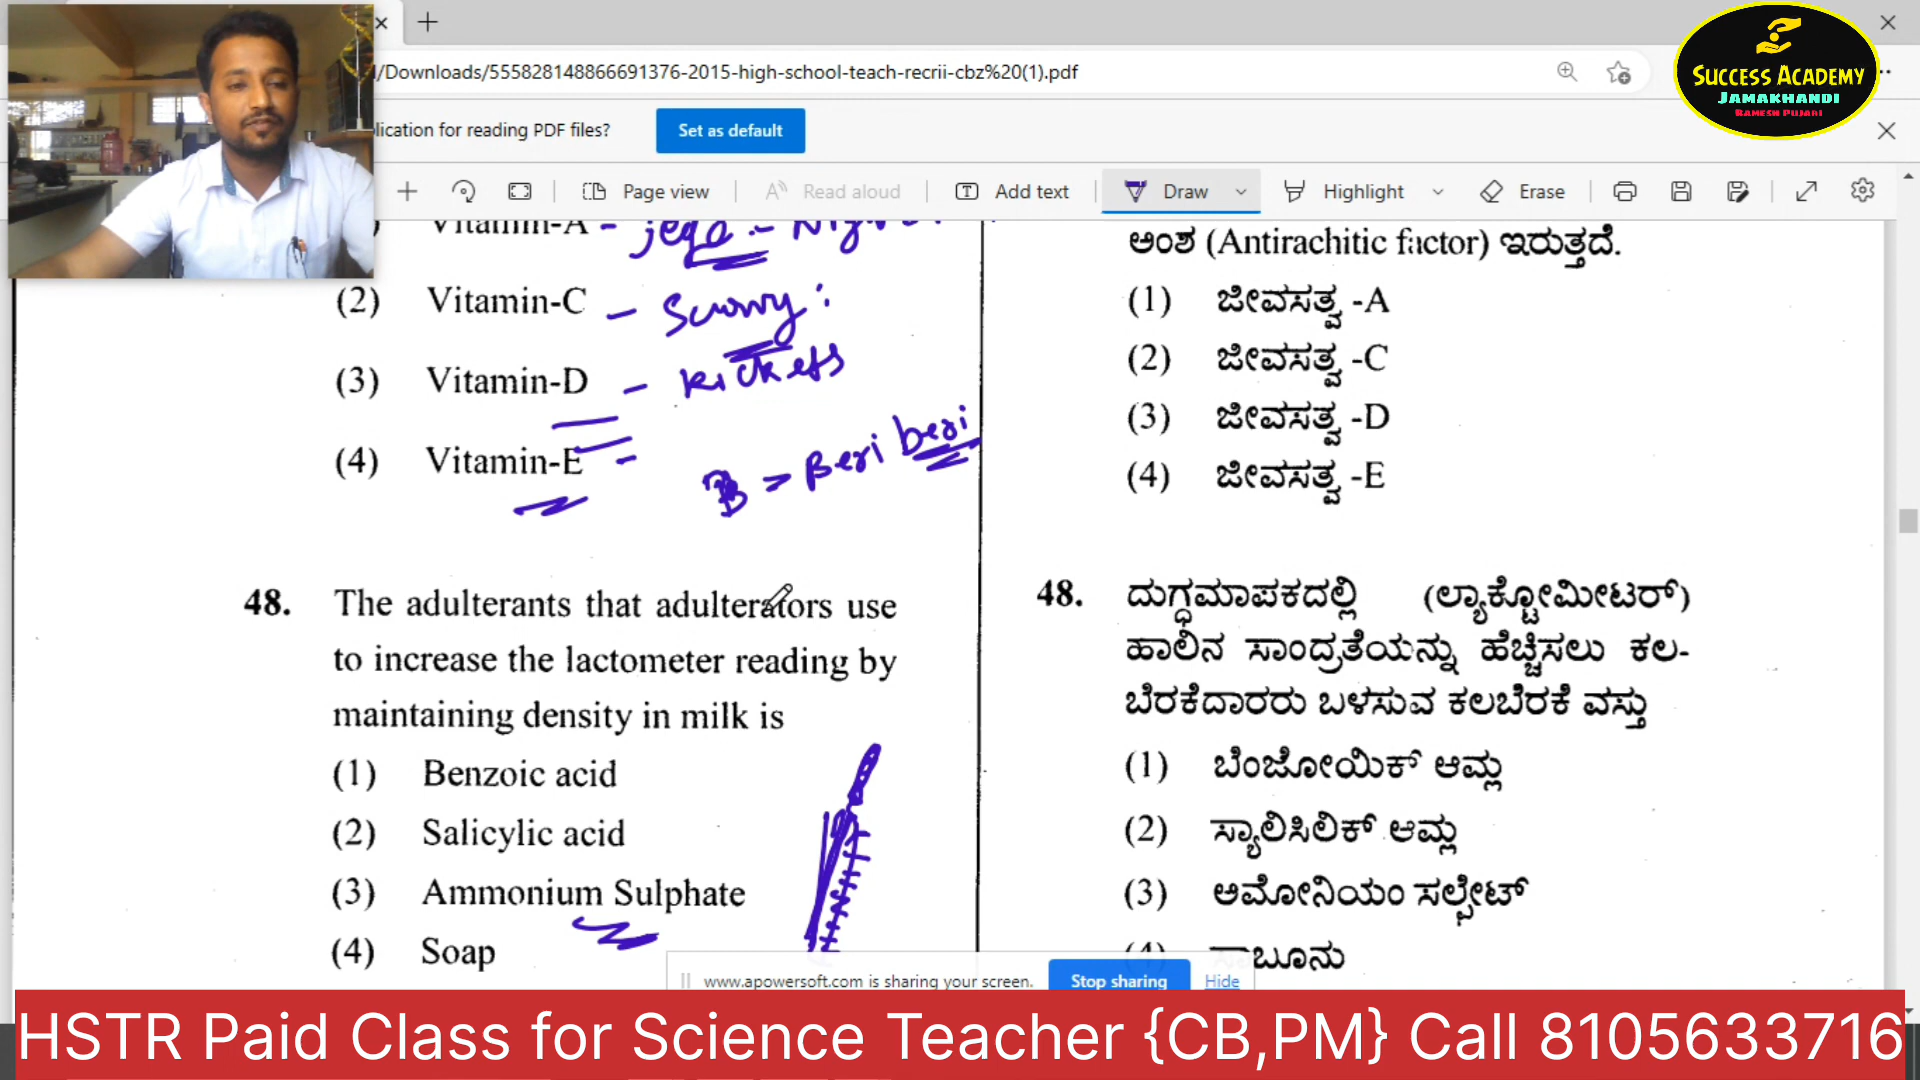 /Downloads/555828148866691376-2015-high-school-teach-recrii-cbz%20(1).pdf
SUCCESS ACADEMY
JAMAKHANDI
RAMESH PUJARI
lication for reading PDF files?
Set as default
Page view
Read aloud
Add text
Draw
Highlight
Erase
Vitamin-A -
(2) Vitamin-C -
(3) Vitamin-D - Rickets
(4) Vitamin-E -
B = Beri beri
48. The adulterants that adulterators use
to increase the lactometer reading by
maintaining density in milk is
(1) Benzoic acid
(2) Salicylic acid
(3) Ammonium Sulphate
(4) Soap
ಅಂಶ (Antirachitic factor) ಇರುತ್ತದೆ.
(1) ಜೀವಸತ್ವ -A
(2) ಜೀವಸತ್ವ -C
(3) ಜೀವಸತ್ವ -D
(4) ಜೀವಸತ್ವ -E
48. ದುಗ್ಧಮಾಪಕದಲ್ಲಿ (ಲ್ಯಾಕ್ಟೋಮೀಟರ್)
ಹಾಲಿನ ಸಾಂದ್ರತೆಯನ್ನು ಹೆಚ್ಚಿಸಲು ಕಲ-
ಬೆರಕೆದಾರರು ಬಳಸುವ ಕಲಬೆರಕೆ ವಸ್ತು
(1) ಬೆಂಜೋಯಿಕ್ ಆಮ್ಲ
(2) ಸ್ಯಾಲಿಸಿಲಿಕ್ ಆಮ್ಲ
(3) ಅಮೋನಿಯಂ ಸಲ್ಫೇಟ್
(4) ಸಾಬೂನು
www.apowersoft.com is sharing your screen.
Stop sharing
Hide
HSTR Paid Class for Science Teacher {CB,PM} Call 8105633716